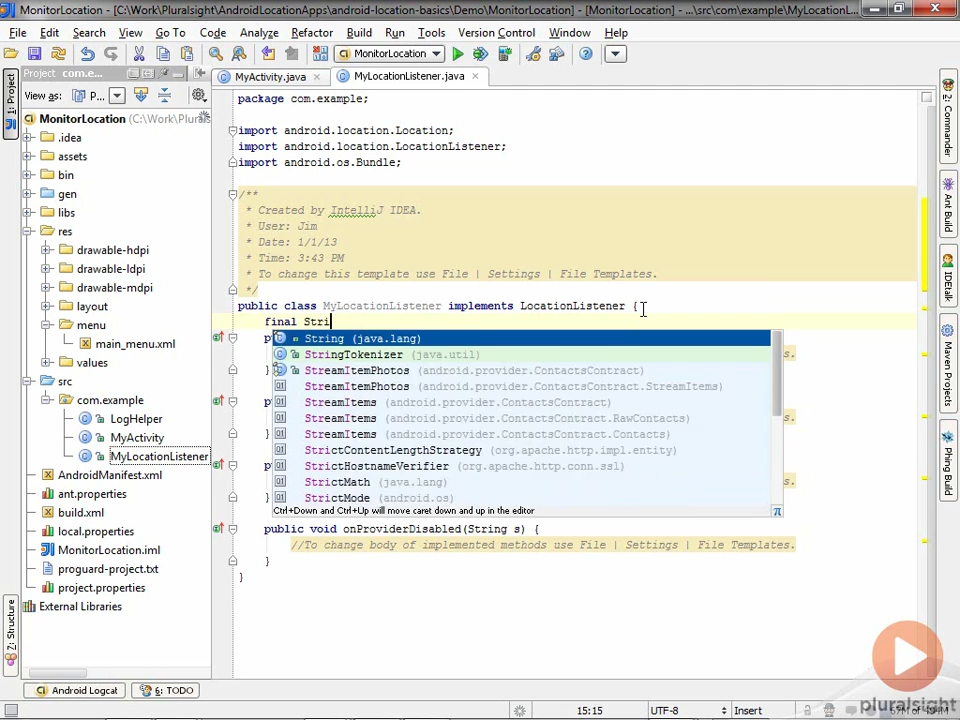 MonitorLocation - [C:\Work\Pluralsight\AndroidLocationApps\android-location-basics\Demo\MonitorLocation] - [MonitorLocation] - ...\src\com\example\MyLocationL...
File Edit Search View Go To Code Analyze Refactor Build Run Tools Version Control Window Help
MonitorLocation
Project com.e...
MyActivity.java
MyLocationListener.java
View as: P...
MonitorLocation (C:\Work\Plurals
.idea
assets
bin
gen
libs
res
drawable-hdpi
drawable-ldpi
drawable-mdpi
layout
menu
main_menu.xml
values
src
com.example
LogHelper
MyActivity
MyLocationListener
AndroidManifest.xml
ant.properties
build.xml
local.properties
MonitorLocation.iml
proguard-project.txt
project.properties
External Libraries
1: Project
7: Structure
package com.example;
import android.location.Location;
import android.location.LocationListener;
import android.os.Bundle;
/**
* Created by IntelliJ IDEA.
* User: Jim
* Date: 1/1/13
* Time: 3:43 PM
* To change this template use File | Settings | File Templates.
*/
public class MyLocationListener implements LocationListener {
final Stri
String (java.lang)
StringTokenizer (java.util)
StreamItemPhotos (android.provider.ContactsContract)
StreamItemPhotos (android.provider.ContactsContract.StreamItems)
StreamItems (android.provider.ContactsContract)
StreamItems (android.provider.ContactsContract.RawContacts)
StreamItems (android.provider.ContactsContract.Contacts)
StrictContentLengthStrategy (org.apache.http.impl.entity)
StrictHostnameVerifier (org.apache.http.conn.ssl)
StrictMath (java.lang)
StrictMode (android.os)
Ctrl+Down and Ctrl+Up will move caret down and up in the editor
π
p
s.
}
p
s.
}
p
s.
}
public void onProviderDisabled(String s) {
//To change body of implemented methods use File | Settings | File Templates.
}
}
2: Commander
Ant Build
IDEtalk
Maven Projects
Phing Build
Android Logcat
6: TODO
15:15
UTF-8
Insert
pluralsight